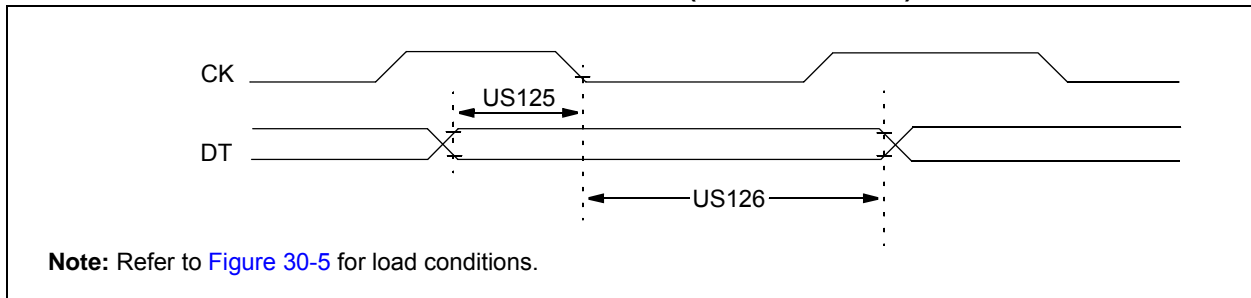 CK
US125
DT
US126
Note: Refer to Figure 30-5 for load conditions.